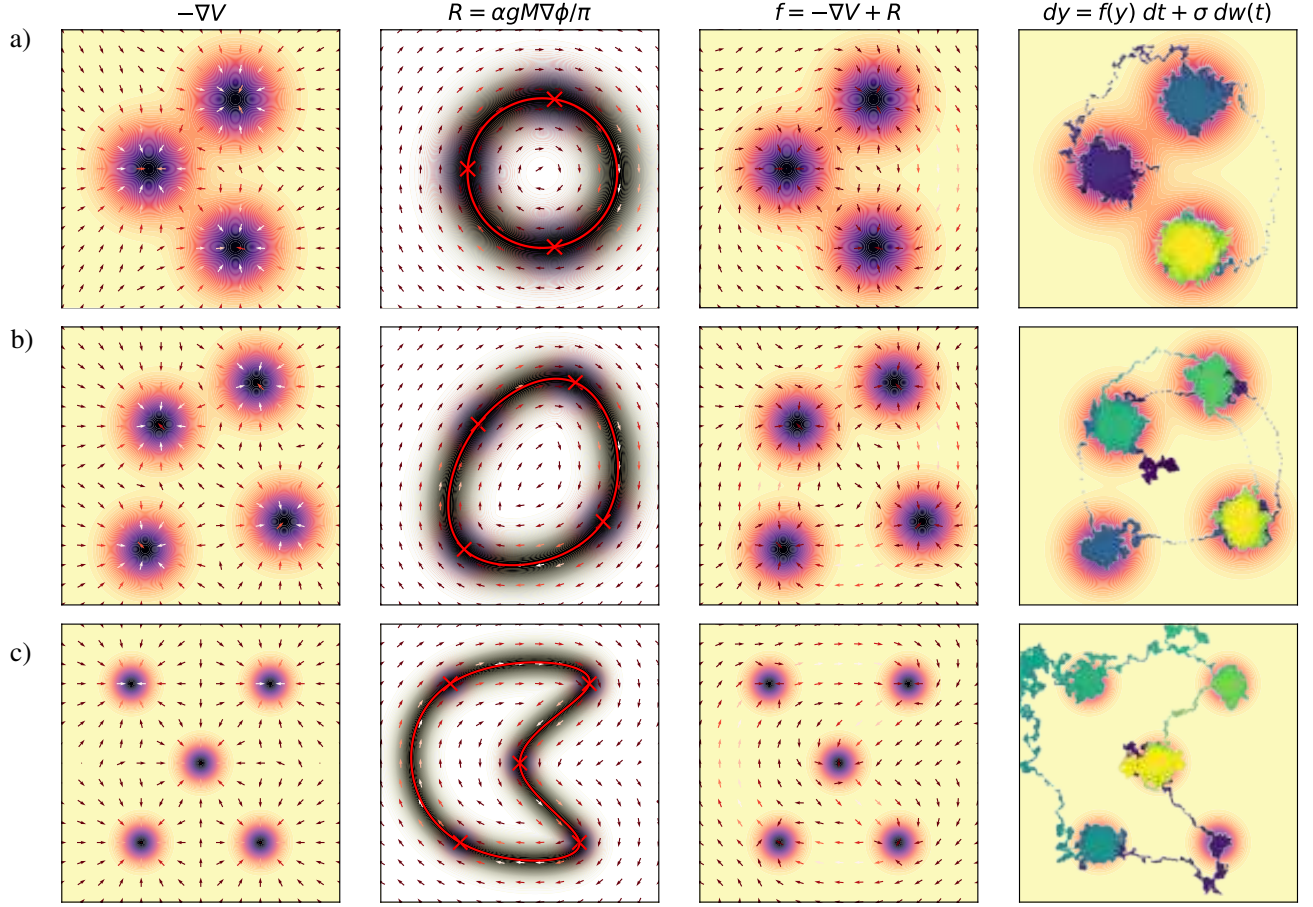 −∇V R = αgM∇ϕ/π f = −∇V + R dy = f(y) dt + σ dw(t)
a)
b)
c)